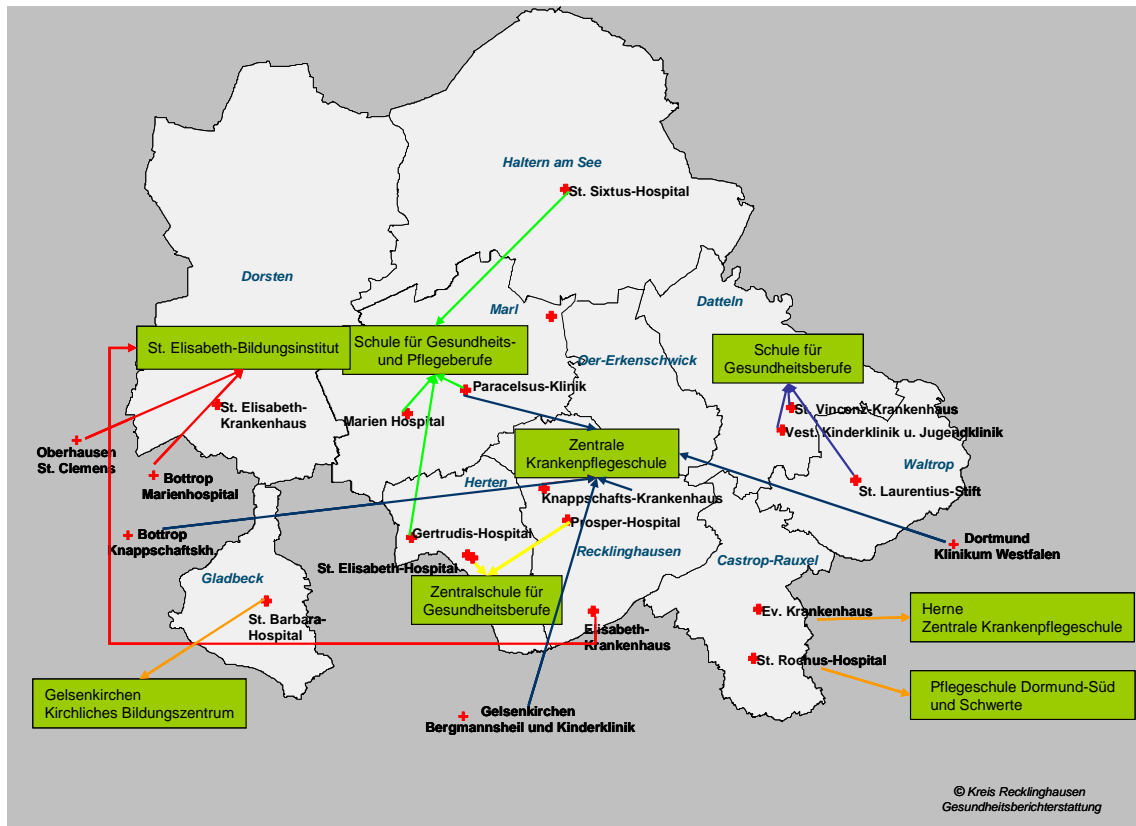 Haltern am See
St. Sixtus-Hospital
Dorsten
Marl
Datteln
St. Elisabeth-Bildungsinstitut
Schule für Gesundheits-
und Pflegeberufe
Oer-Erkenschwick
Schule für
Gesundheitsberufe
Paracelsus-Klinik
St. Elisabeth-
Krankenhaus
Marien Hospital
St. Vincenz-Krankenhaus
Vest. Kinderklinik u. Jugendklinik
Oberhausen
St. Clemens
Zentrale
Krankenpflegeschule
Waltrop
Bottrop
Marienhospital
Herten
Knappschafts-Krankenhaus
St. Laurentius-Stift
Prosper-Hospital
Bottrop
Knappschaftskh.
Gertrudis-Hospital
Recklinghausen
Castrop-Rauxel
Dortmund
Klinikum Westfalen
St. Elisabeth-Hospital
Gladbeck
Zentralschule für
Gesundheitsberufe
St. Barbara-
Hospital
Elisabeth-
Krankenhaus
Ev. Krankenhaus
Herne
Zentrale Krankenpflegeschule
St. Rochus-Hospital
Gelsenkirchen
Kirchliches Bildungszentrum
Pflegeschule Dormund-Süd
und Schwerte
Gelsenkirchen
Bergmannsheil und Kinderklinik
© Kreis Recklinghausen
Gesundheitsberichterstattung